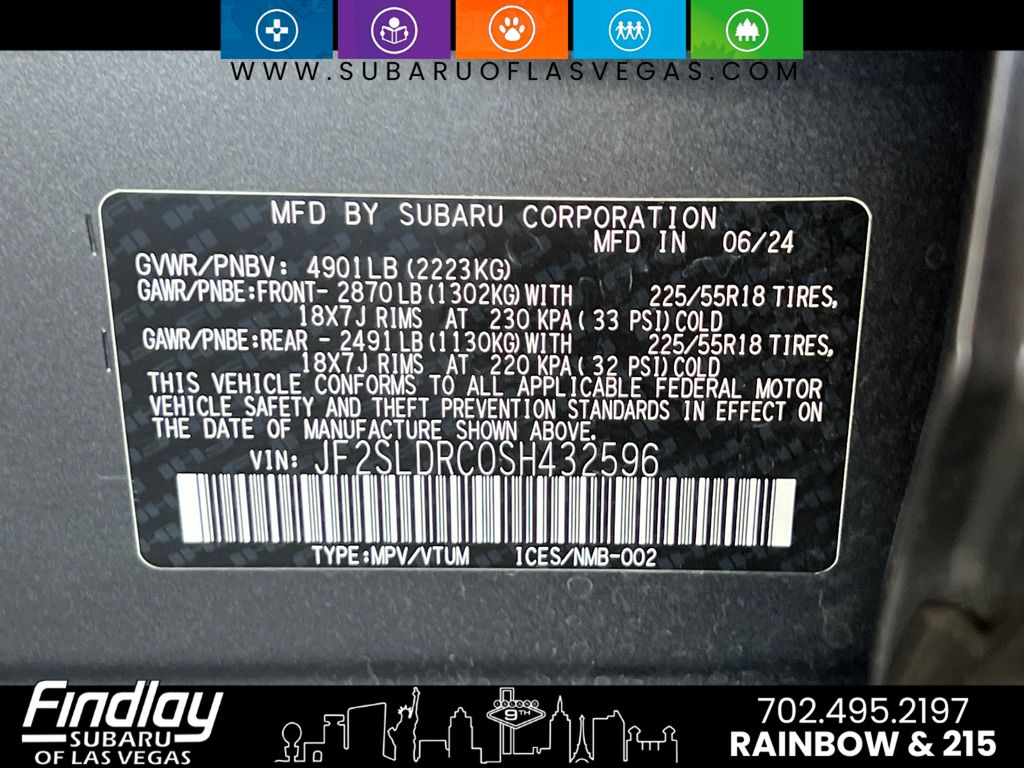 WWW.SUBARUOFLASVEGAS.COM
MFD BY SUBARU CORPORATION
MFD IN 06/24
GVWR/PNBV: 4901LB (2223KG)
GAWR/PNBE:FRONT- 2870 LB (1302KG) WITH 225/55R18 TIRES,
18X7J RIMS AT 230 KPA ( 33 PSI) COLD
GAWR/PNBE:REAR - 2491 LB (1130KG) WITH 225/55R18 TIRES,
18X7J RIMS AT 220 KPA ( 32 PSI) COLD
THIS VEHICLE CONFORMS TO ALL APPLICABLE FEDERAL MOTOR
VEHICLE SAFETY AND THEFT PREVENTION STANDARDS IN EFFECT ON
THE DATE OF MANUFACTURE SHOWN ABOVE.
VIN: JF2SLDRC0SH432596
TYPE:MPV/VTUM ICES/NMB-002
Findlay
SUBARU
OF LAS VEGAS
9TH
702.495.2197
RAINBOW & 215